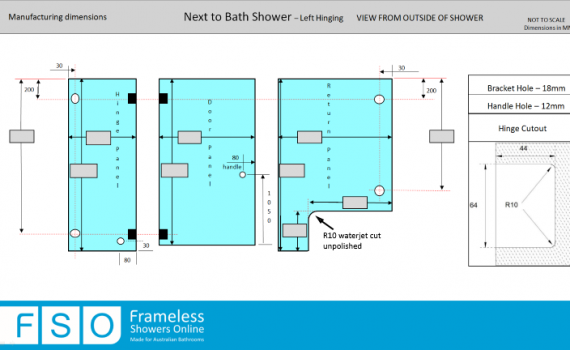 Manufacturing dimensions
Next to Bath Shower – Left Hinging
VIEW FROM OUTSIDE OF SHOWER
NOT TO SCALE
Dimensions in MM
30
200
Hinge Panel
30
80
Door Panel
80
handle
1050
Return Panel
30
200
R10 waterjet cut
unpolished
Bracket Hole – 18mm
Handle Hole – 12mm
Hinge Cutout
44
64
R10
FSO
Frameless
Showers Online
Made for Australian Bathrooms